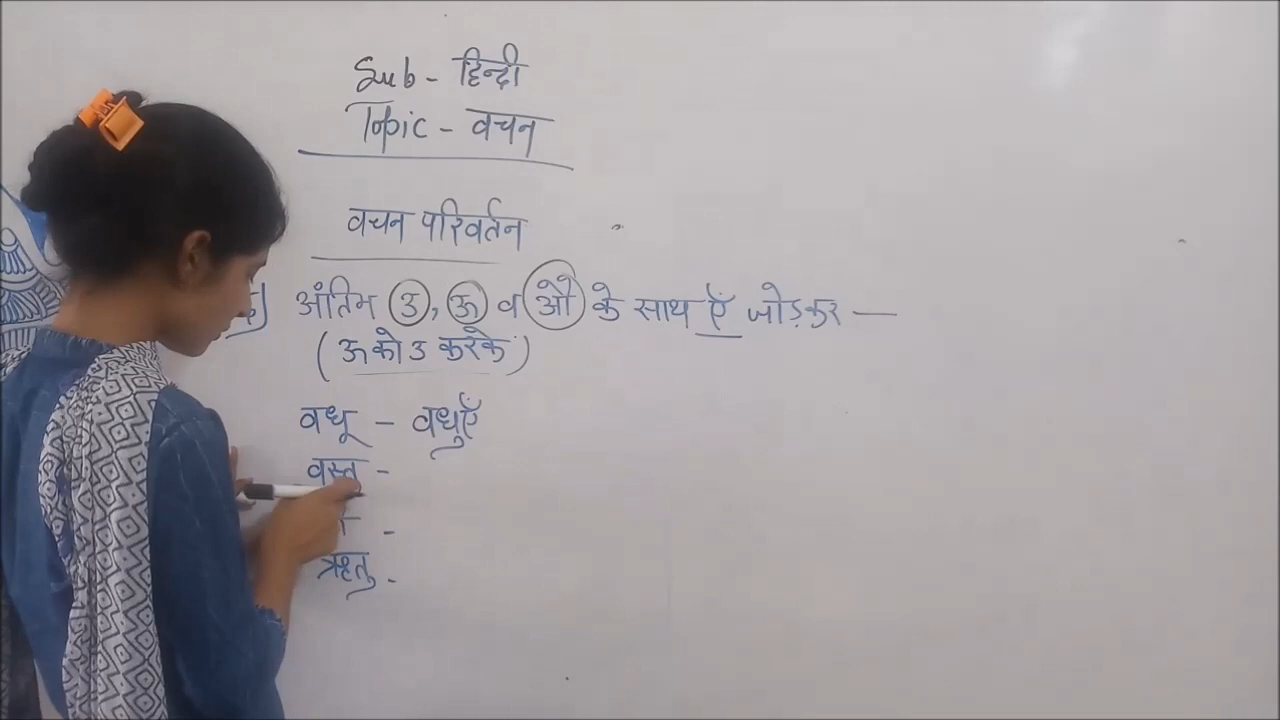 Sub - हिन्दी
Topic - वचन
वचन परिवर्तन
अंतिम उ, ऊ व औ के साथ एँ जोड़कर —
( ऊ को उ करके )
वधू - वधुएँ
वस्तु -
-
ऋतु -